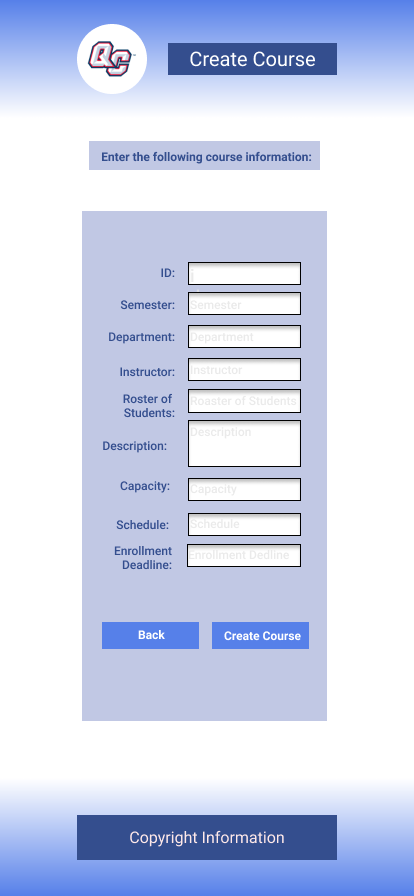 QC
Create Course
Enter the following course information:
ID:
Semester: Semester
Department: Department
Instructor: Instructor
Roster of
Students: Roaster of Students
Description: Description
Capacity: Capacity
Schedule: Schedule
Enrollment
Deadline: Enrollment Dedline
Back Create Course
Copyright Information